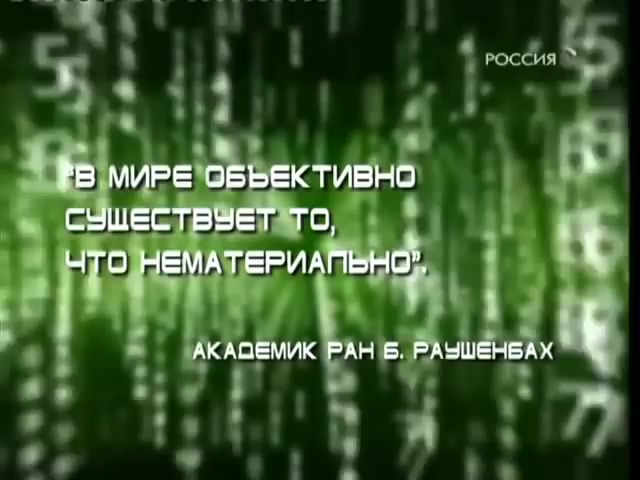 РОССИЯ
"В МИРЕ ОБЪЕКТИВНО
СУЩЕСТВУЕТ ТО,
ЧТО НЕМАТЕРИАЛЬНО".
АКАДЕМИК РАН Б. РАУШЕНБАХ